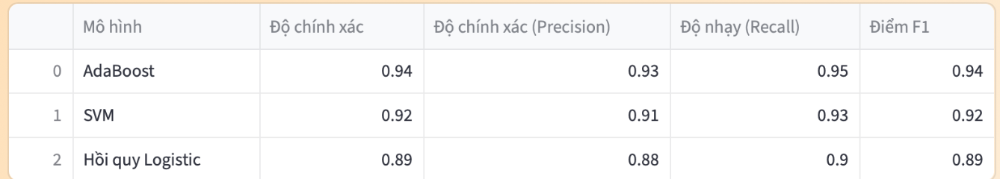 Mô hình Độ chính xác Độ chính xác (Precision) Độ nhạy (Recall) Điểm F1
0 AdaBoost 0.94 0.93 0.95 0.94
1 SVM 0.92 0.91 0.93 0.92
2 Hồi quy Logistic 0.89 0.88 0.9 0.89